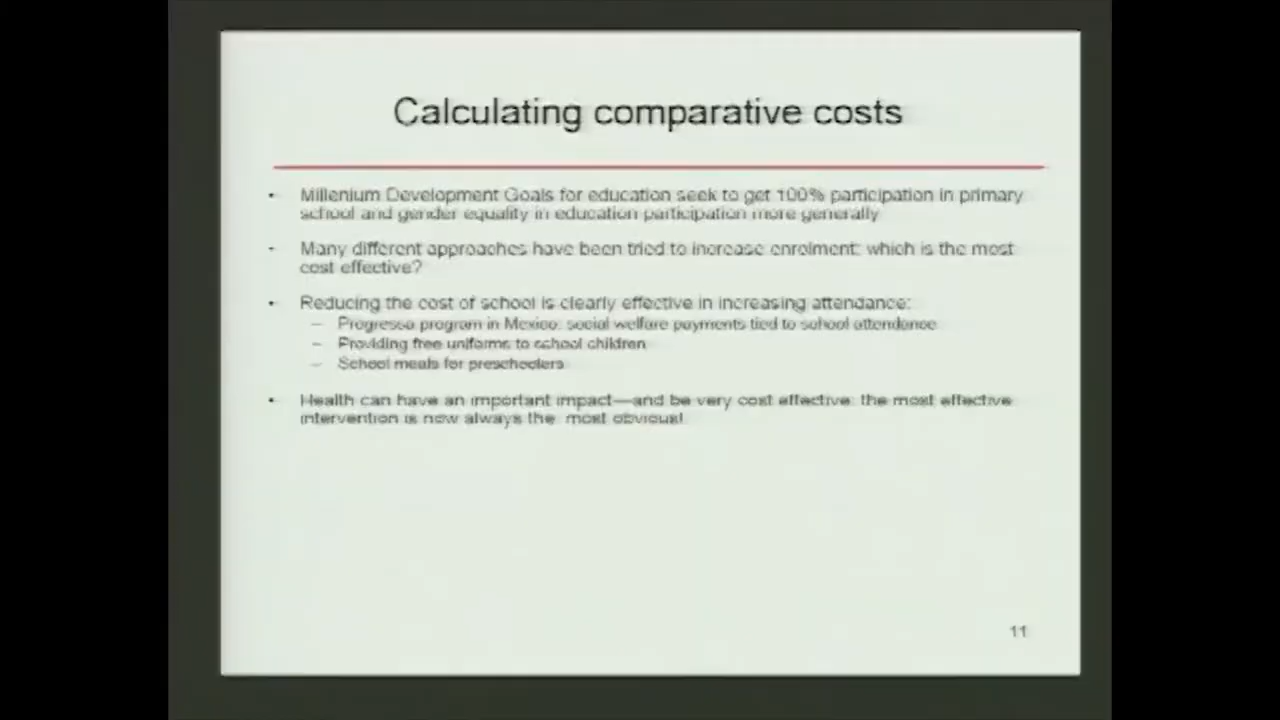 Calculating comparative costs
• Millenium Development Goals for education seek to get 100% participation in primary
school and gender equality in education participation more generally
• Many different approaches have been tried to increase enrolment: which is the most
cost effective?
• Reducing the cost of school is clearly effective in increasing attendance:
– Progressa program in Mexico: social welfare payments tied to school attendance
– Providing free uniforms to school children
– School meals for preschoolers
• Health can have an important impact—and be very cost effective: the most effective
intervention is now always the most obvious!
11